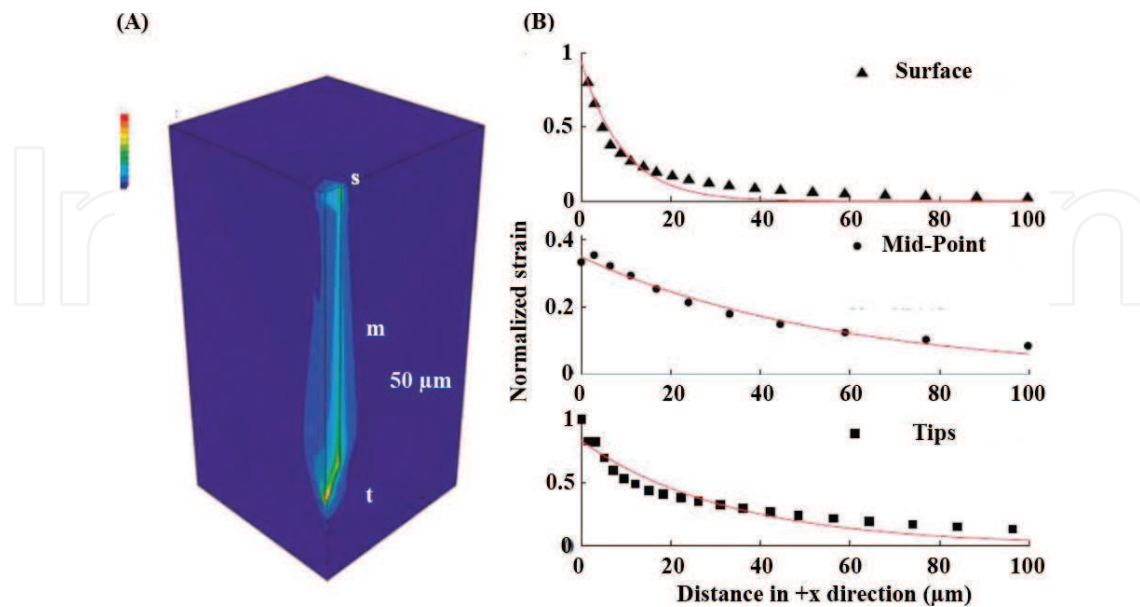 (A)
s
m
50 µm
t
(B)
Normalized strain
1
0.5
0
Surface
0 20 40 60 80 100
0.4
0.2
0
Mid-Point
0 20 40 60 80 100
1
0.5
0
Tips
0 20 40 60 80 100
Distance in +x direction (µm)